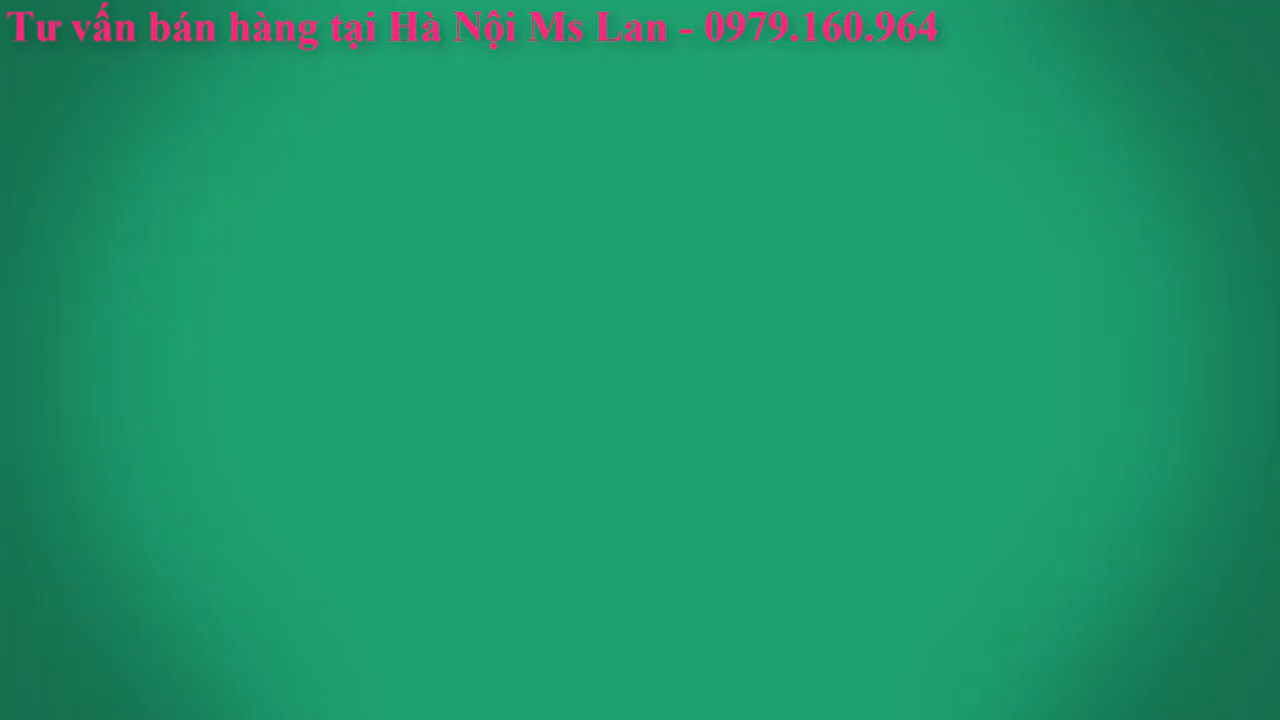 Tư vấn bán hàng tại Hà Nội Ms Lan - 0979.160.964